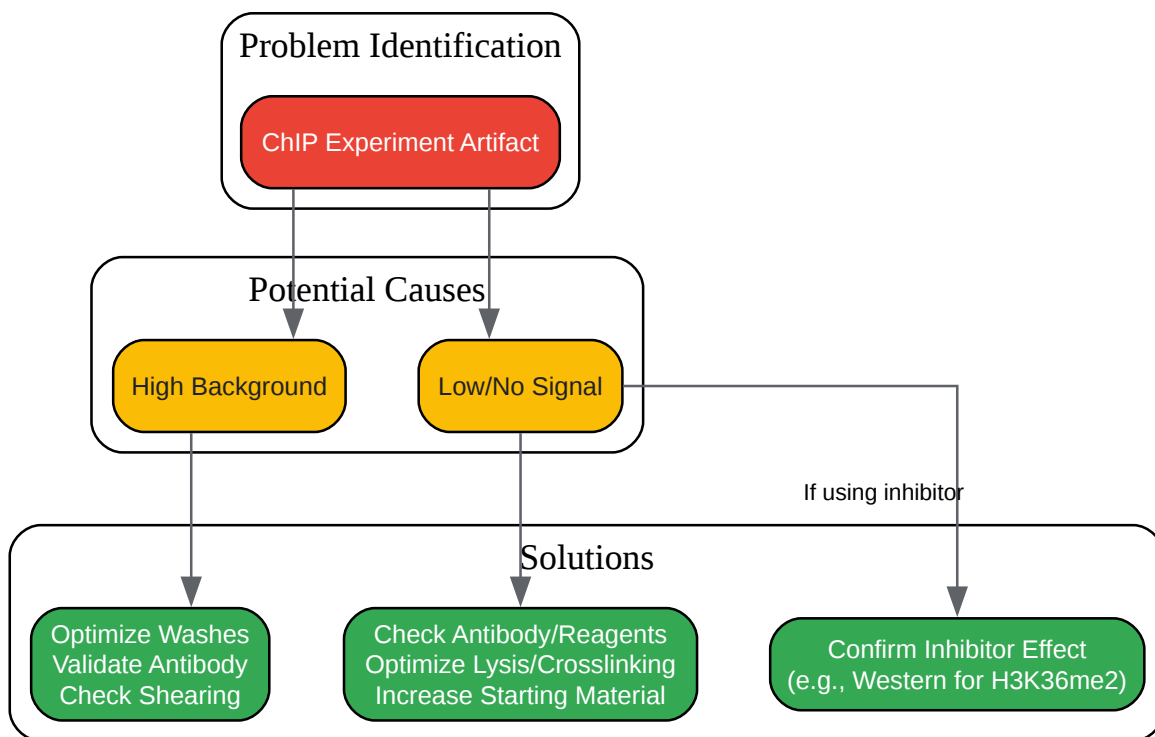 Problem Identification
ChIP Experiment Artifact
Potential Causes
High Background
Low/No Signal
If using inhibitor
Solutions
Optimize Washes
Validate Antibody
Check Shearing
Check Antibody/Reagents
Optimize Lysis/Crosslinking
Increase Starting Material
Confirm Inhibitor Effect
(e.g., Western for H3K36me2)